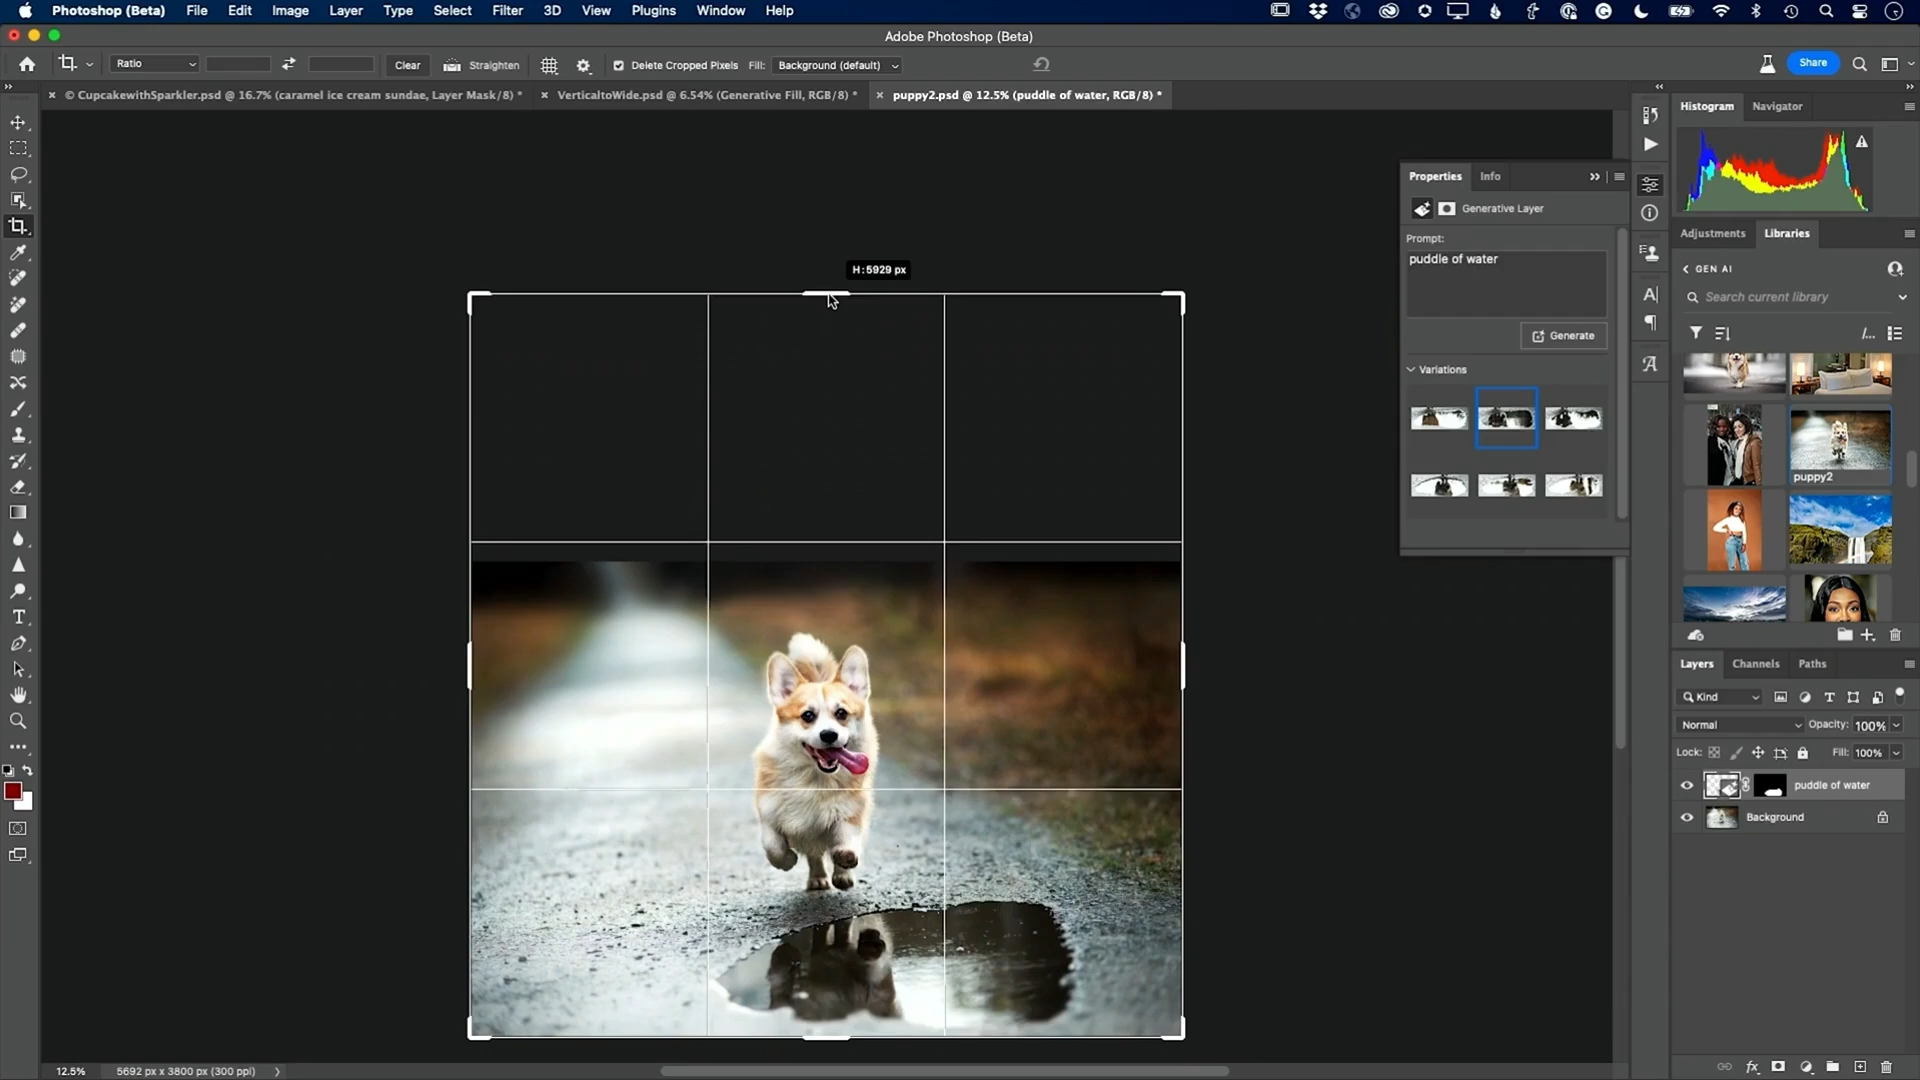 Photoshop (Beta) File Edit Image Layer Type Select Filter 3D View Plugins Window Help
Adobe Photoshop (Beta)
Ratio Clear Straighten Delete Cropped Pixels Fill: Background (default) Share
© CupcakewithSparkler.psd @ 16.7% (caramel ice cream sundae, Layer Mask/8) *
VerticaltoWide.psd @ 6.54% (Generative Fill, RGB/8) *
puppy2.psd @ 12.5% (puddle of water, RGB/8) *
Histogram Navigator
Properties Info
Generative Layer
Prompt:
puddle of water
Generate
Variations
H: 5929 px
Adjustments Libraries
GEN AI
Search current library
/...
puppy2
Layers Channels Paths
Kind
Normal Opacity: 100%
Lock: Fill: 100%
puddle of water
Background
fx
12.5% 5692 px x 3800 px (300 ppi)